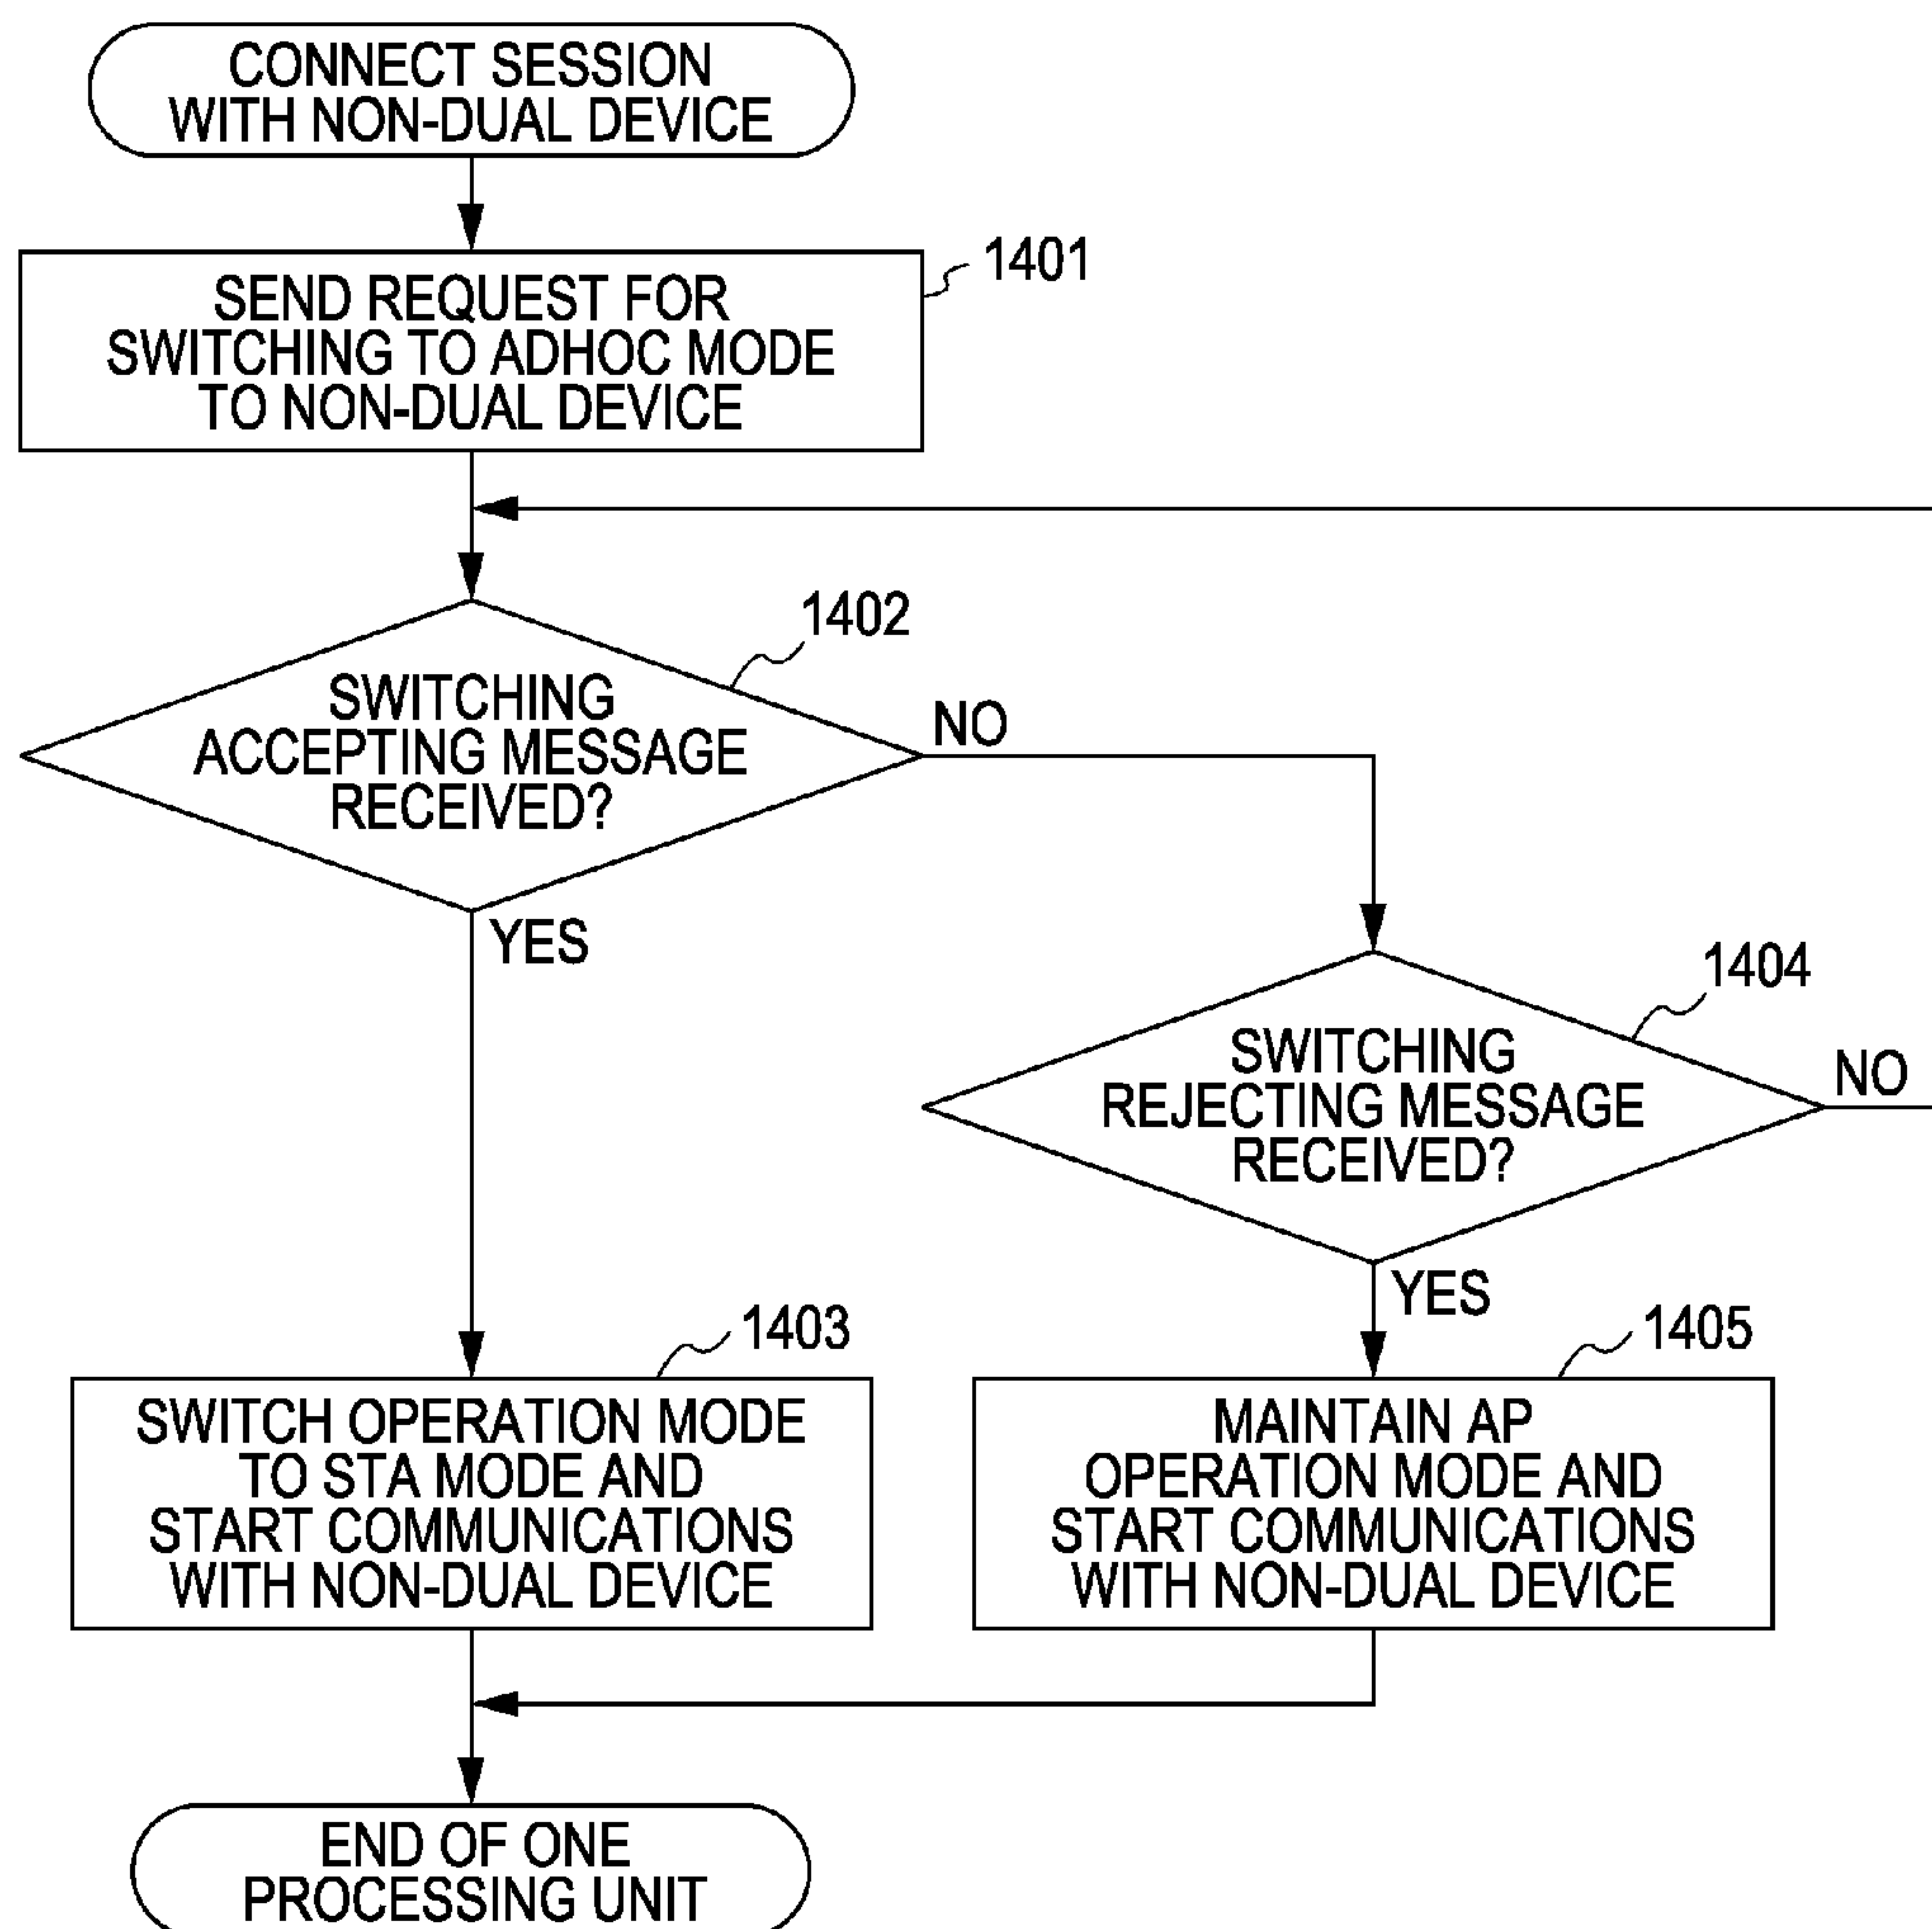 CONNECT SESSION
WITH NON-DUAL DEVICE
1401
SEND REQUEST FOR
SWITCHING TO ADHOC MODE
TO NON-DUAL DEVICE
1402
SWITCHING
ACCEPTING MESSAGE
RECEIVED?
NO
YES
1404
SWITCHING
REJECTING MESSAGE
RECEIVED?
NO
YES
1403
SWITCH OPERATION MODE
TO STA MODE AND
START COMMUNICATIONS
WITH NON-DUAL DEVICE
1405
MAINTAIN AP
OPERATION MODE AND
START COMMUNICATIONS
WITH NON-DUAL DEVICE
END OF ONE
PROCESSING UNIT